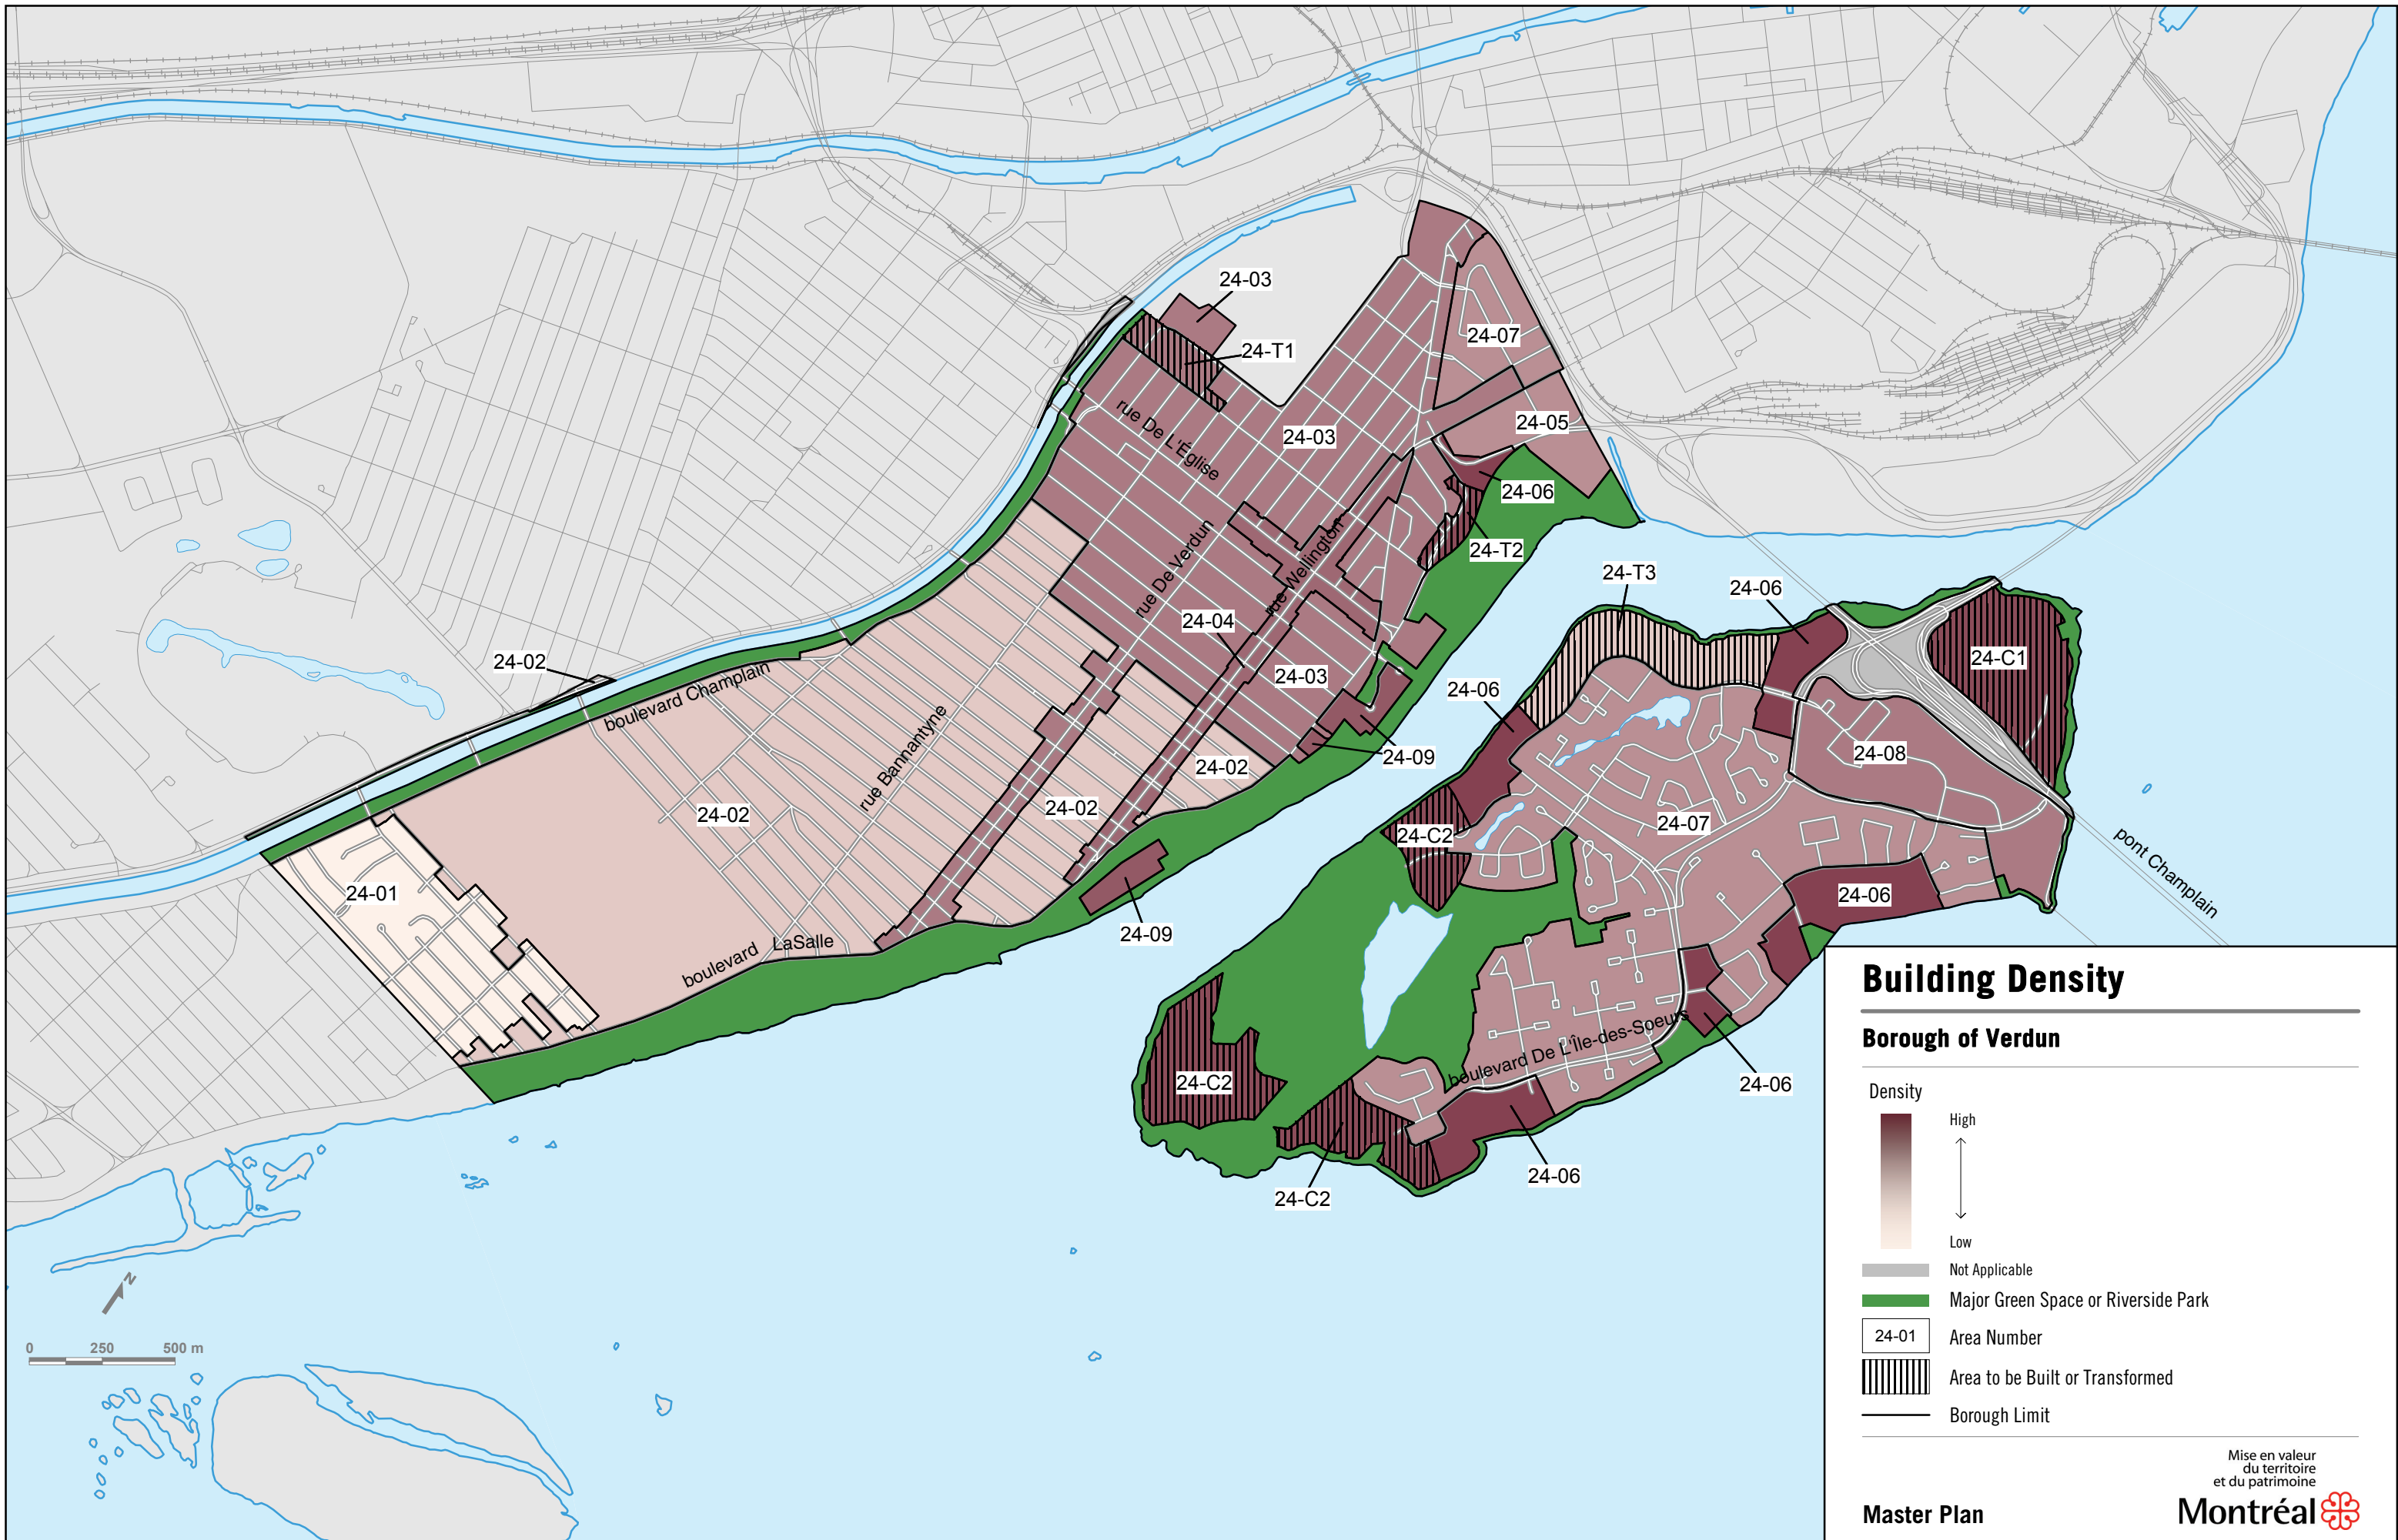 24-03
24-T1
24-07
rue De L'Église
24-03
24-05
24-06
24-T2
rue De Verdun
rue Wellington
24-T3
24-06
24-04
24-02
24-C1
boulevard Champlain
24-03
24-06
rue Bannantyne
24-09
24-08
24-02
24-02
24-02
24-07
24-C2
pont Champlain
24-01
24-06
24-09
boulevard LaSalle
boulevard De L'Île-des-Soeurs
24-C2
24-06
24-06
24-C2
N
0 250 500 m
Building Density
Borough of Verdun
Density
High
Low
Not Applicable
Major Green Space or Riverside Park
24-01 Area Number
Area to be Built or Transformed
Borough Limit
Mise en valeur
du territoire
et du patrimoine
Master Plan
Montréal